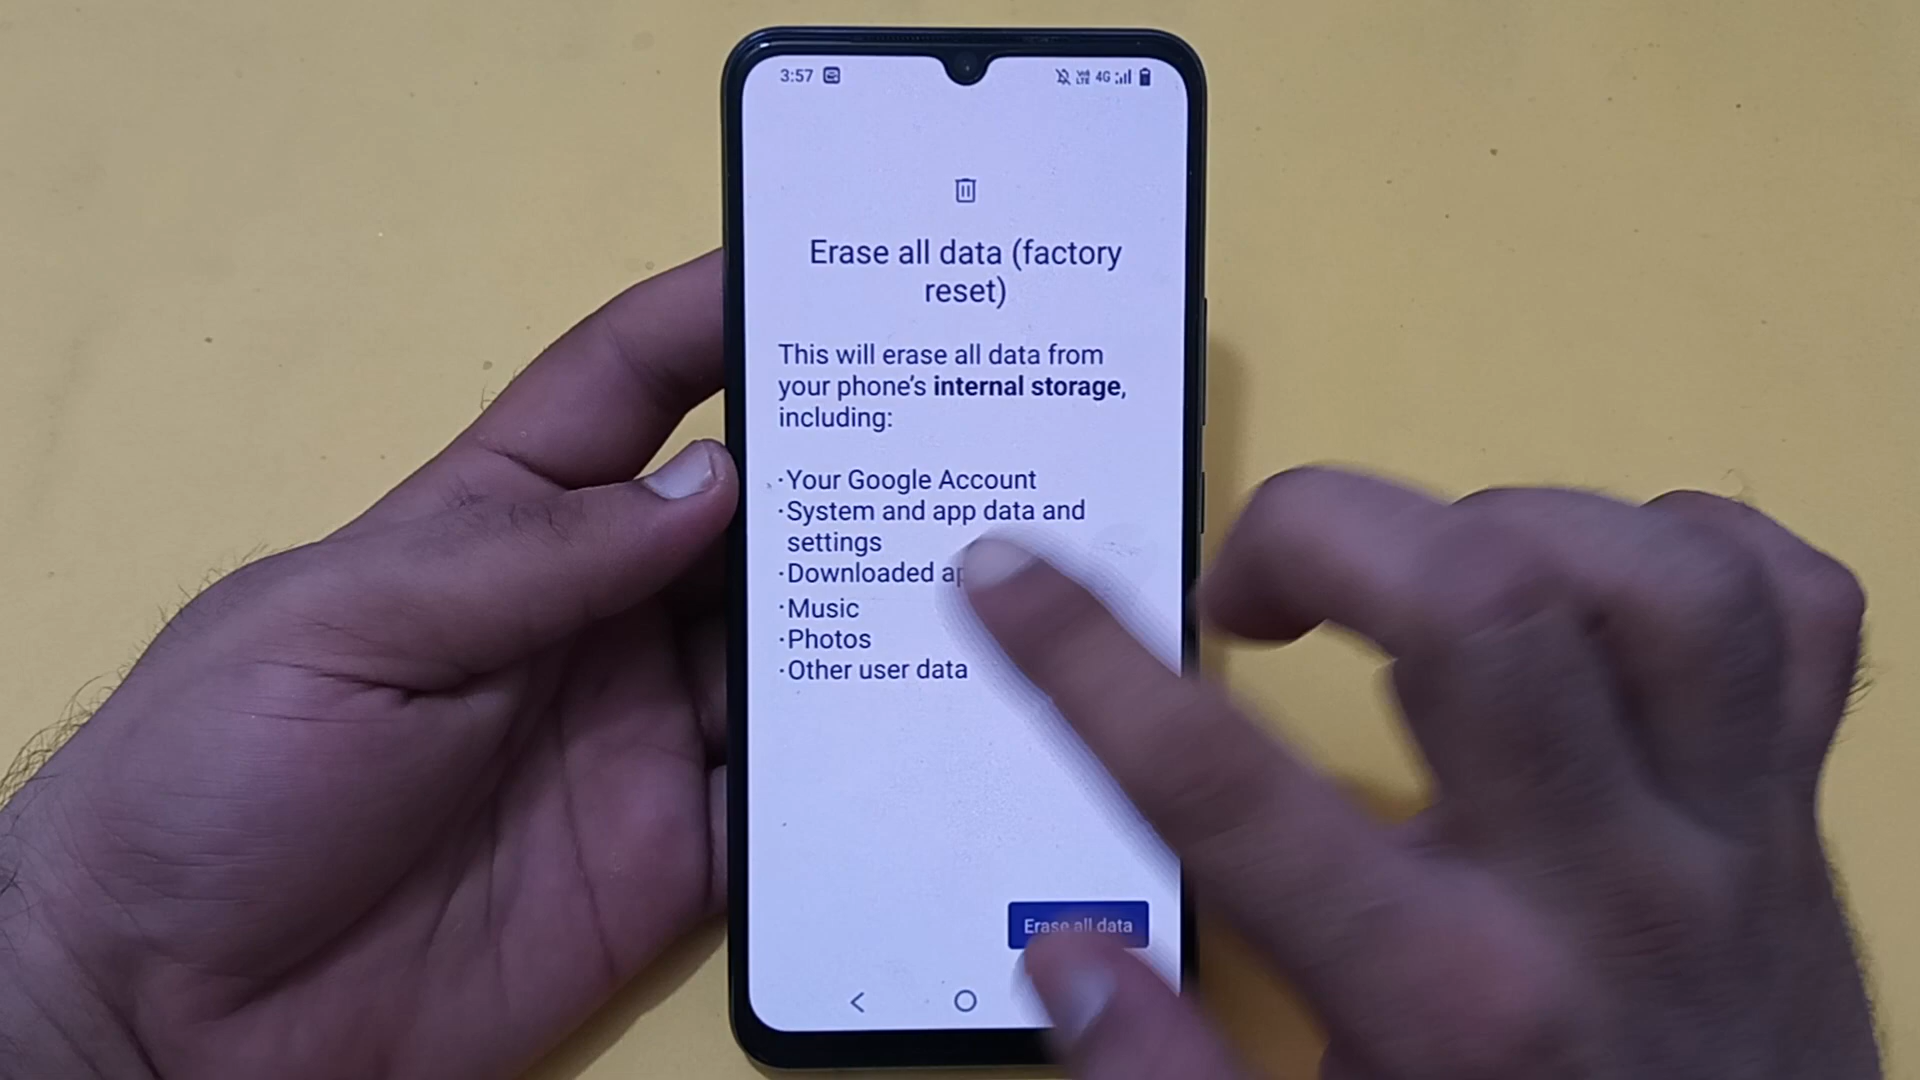 3:57 4G
Erase all data (factory
reset)
This will erase all data from
your phone's internal storage,
including:
·Your Google Account
·System and app data and
settings
·Downloaded
·Music
·Photos
·Other user data
Erase all data